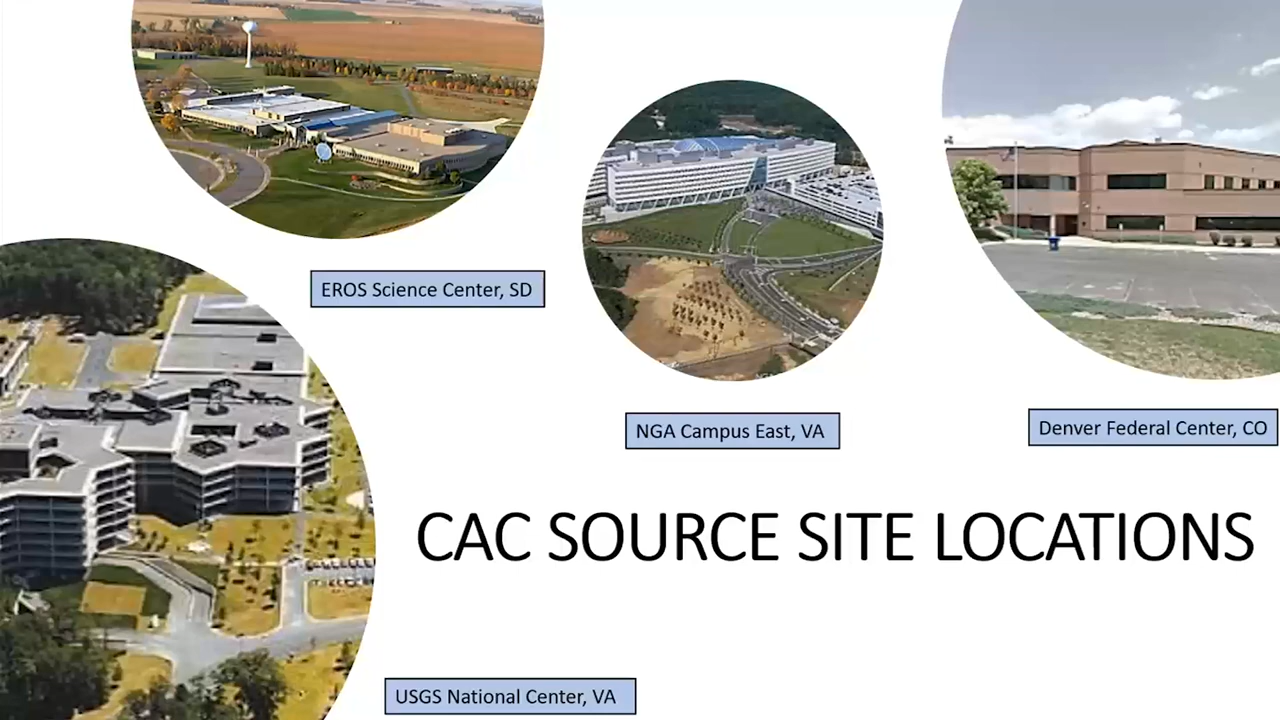 EROS Science Center, SD
NGA Campus East, VA
Denver Federal Center, CO
CAC SOURCE SITE LOCATIONS
USGS National Center, VA